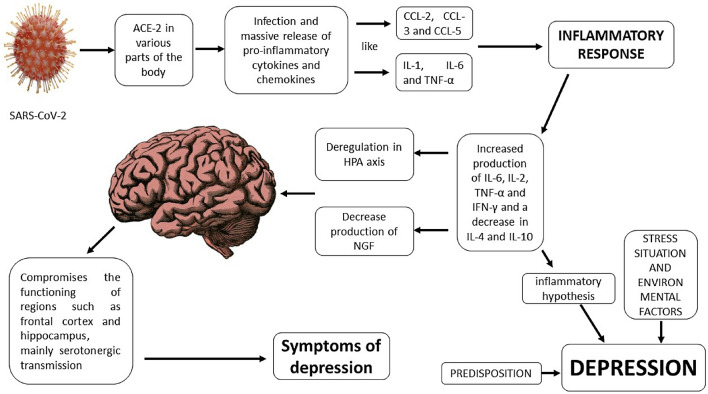 SARS-CoV-2
ACE-2 in
various
parts of the
body
Infection and
massive release of
pro-inflammatory
cytokines and
chemokines
like
CCL-2, CCL-
3 and CCL-5
IL-1, IL-6
and TNF-α
INFLAMMATORY
RESPONSE
Increased
production
of IL-6, IL-2,
TNF-α and
IFN-γ and a
decrease in
IL-4 and IL-10
Deregulation in
HPA axis
Decrease
production of
NGF
Compromises the
functioning of
regions such as
frontal cortex and
hippocampus,
mainly serotonergic
transmission
Symptoms of
depression
inflammatory
hypothesis
STRESS
SITUATION
AND
ENVIRON
MENTAL
FACTORS
PREDISPOSITION
DEPRESSION